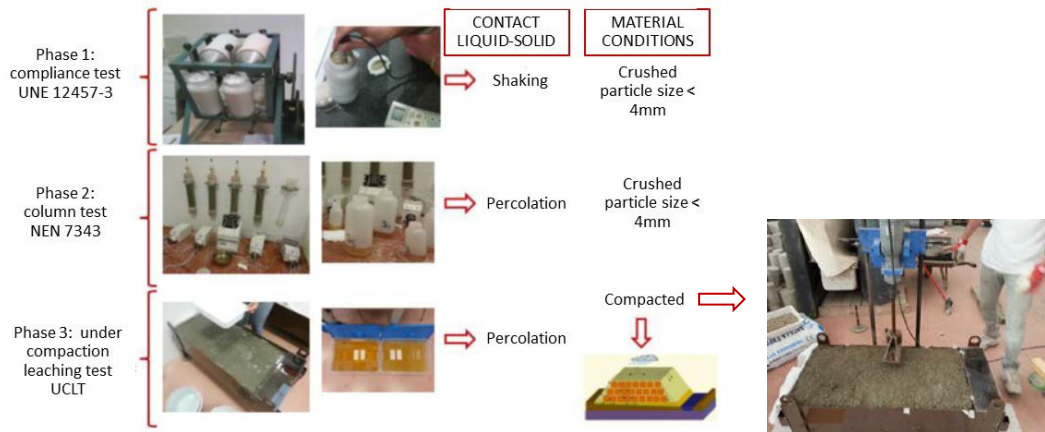 CONTACT
LIQUID-SOLID
MATERIAL
CONDITIONS
Phase 1:
compliance test
UNE 12457-3
Shaking
Crushed
particle size <
4mm
Phase 2:
column test
NEN 7343
Percolation
Crushed
particle size <
4mm
Phase 3: under
compaction
leaching test
UCLT
Percolation
Compacted